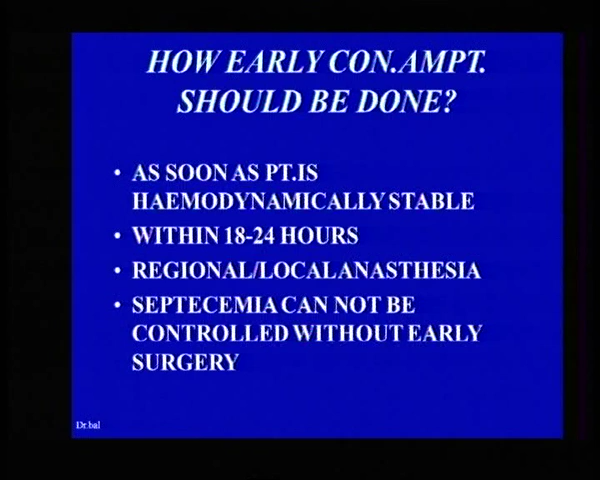 HOW EARLY CON.AMPT.
SHOULD BE DONE?
• AS SOON AS PT.IS
HAEMODYNAMICALLY STABLE
• WITHIN 18-24 HOURS
• REGIONAL/LOCAL ANASTHESIA
• SEPTECEMIA CAN NOT BE
CONTROLLED WITHOUT EARLY
SURGERY
Dr.bal